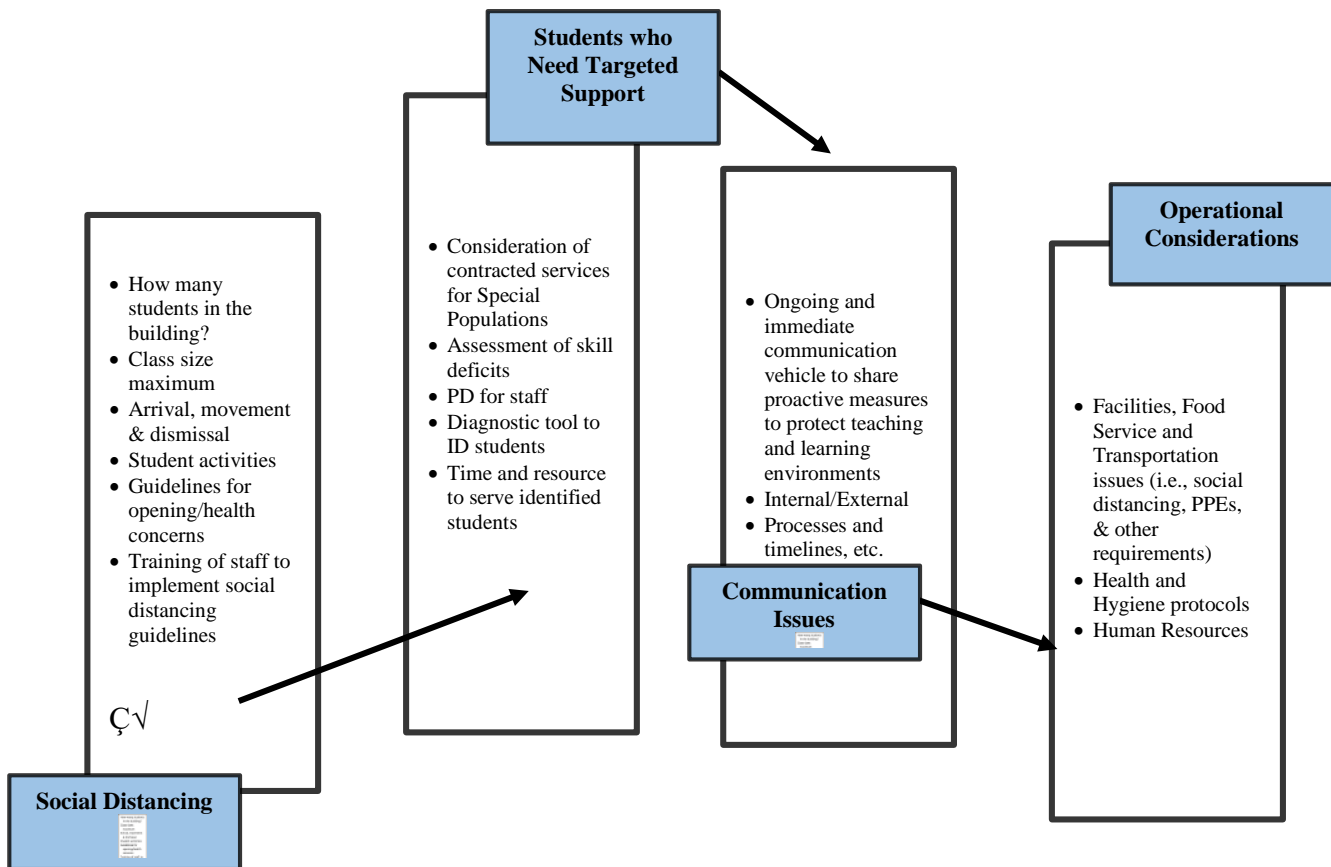 • How many
students in the
building?
• Class size
maximum
• Arrival, movement
& dismissal
• Student activities
• Guidelines for
opening/health
concerns
• Training of staff to
implement social
distancing
guidelines
Ç√
Social Distancing
Students who
Need Targeted
Support
• Consideration of
contracted services
for Special
Populations
• Assessment of skill
deficits
• PD for staff
• Diagnostic tool to
ID students
• Time and resource
to serve identified
students
• Ongoing and
immediate
communication
vehicle to share
proactive measures
to protect teaching
and learning
environments
• Internal/External
• Processes and
timelines, etc.
Communication
Issues
Operational
Considerations
• Facilities, Food
Service and
Transportation
issues (i.e., social
distancing, PPEs,
& other
requirements)
• Health and
Hygiene protocols
• Human Resources